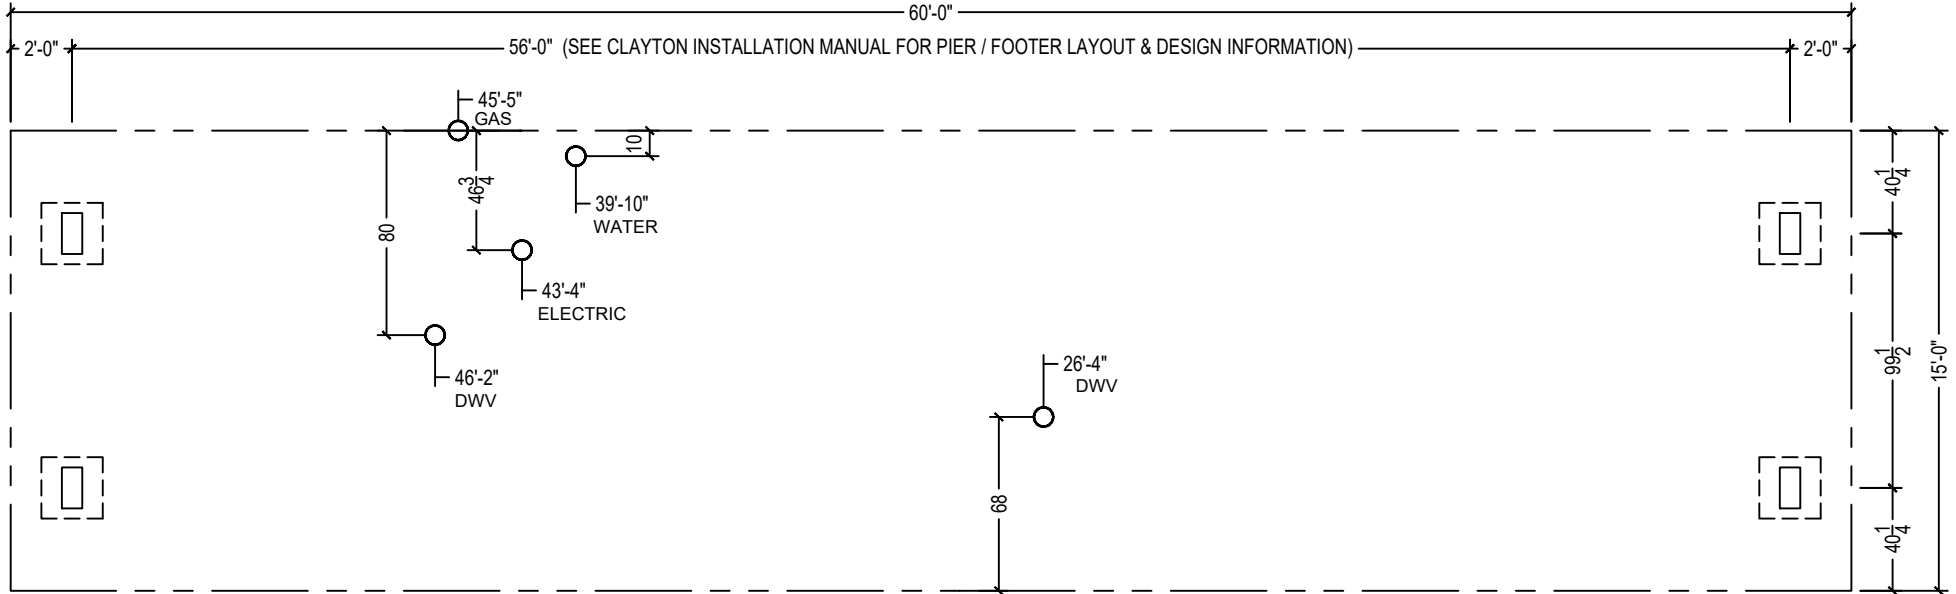 60'-0"
2'-0"
56'-0" (SEE CLAYTON INSTALLATION MANUAL FOR PIER / FOOTER LAYOUT & DESIGN INFORMATION)
2'-0"
45'-5"
GAS
10
46 3/4
39'-10"
WATER
80
43'-4"
ELECTRIC
46'-2"
DWV
26'-4"
DWV
68
40 1/4
99 1/2
40 1/4
15'-0"